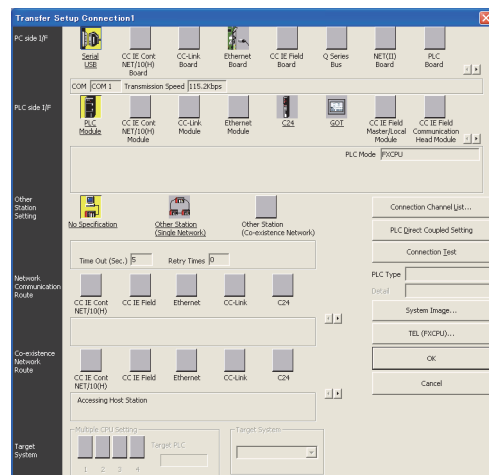 Transfer Setup Connection1
PC side I/F
Serial USB
CC IE Cont NET/10(H) Board
CC-Link Board
Ethernet Board
CC IE Field Board
Q Series Bus
NET(II) Board
PLC Board
COM COM 1 Transmission Speed 115.2Kbps
PLC side I/F
PLC Module
CC IE Cont NET/10(H) Module
CC-Link Module
Ethernet Module
C24
GOT
CC IE Field Master/Local Module
CC IE Field Communication Head Module
PLC Mode FXCPU
Other Station Setting
No Specification
Other Station (Single Network)
Other Station (Co-existence Network)
Time Out (Sec.) 5 Retry Times 0
Connection Channel List...
PLC Direct Coupled Setting
Connection Test
PLC Type
Detail
System Image...
TEL (FXCPU)...
OK
Cancel
Network Communication Route
CC IE Cont NET/10(H)
CC IE Field
Ethernet
CC-Link
C24
Co-existence Network Route
CC IE Cont NET/10(H)
CC IE Field
Ethernet
CC-Link
C24
Accessing Host Station
Target System
Multiple CPU Setting
1 2 3 4
Target PLC
Target System